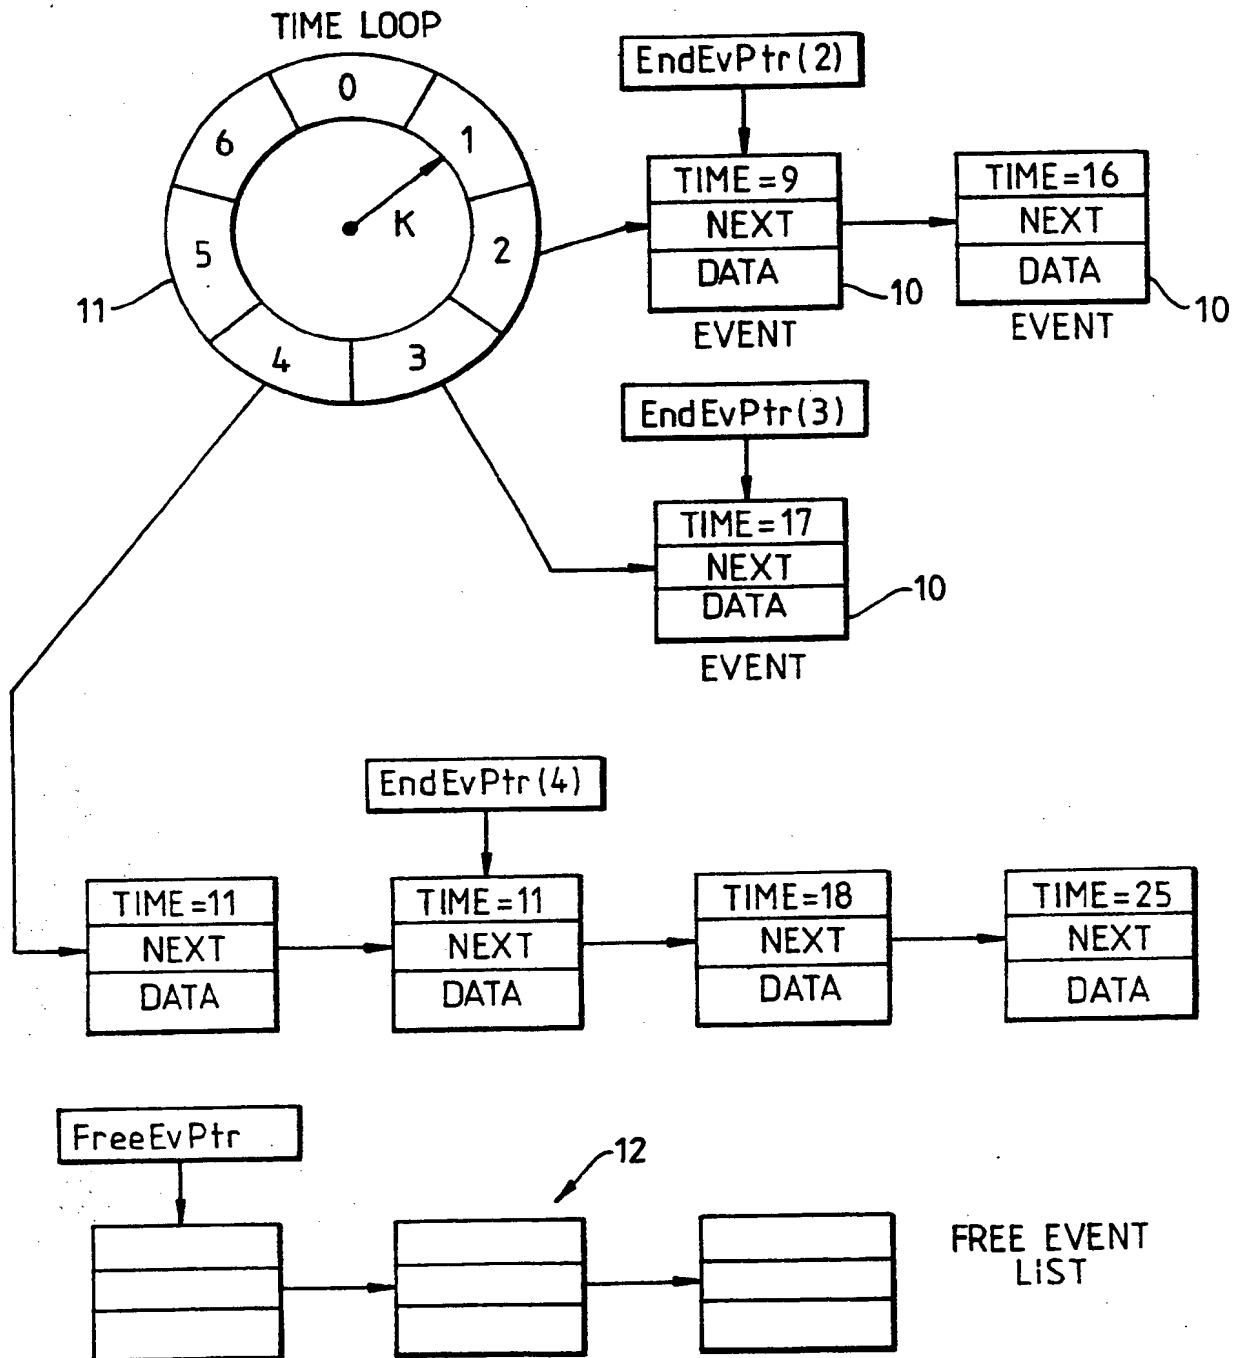 TIME LOOP
0
1
2
3
4
5
6
K
11
EndEvPtr(2)
TIME=9
NEXT
DATA
10
EVENT
TIME=16
NEXT
DATA
10
EVENT
EndEvPtr(3)
TIME=17
NEXT
DATA
10
EVENT
EndEvPtr(4)
TIME=11
NEXT
DATA
TIME=11
NEXT
DATA
TIME=18
NEXT
DATA
TIME=25
NEXT
DATA
FreeEvPtr
12
FREE EVENT
LIST